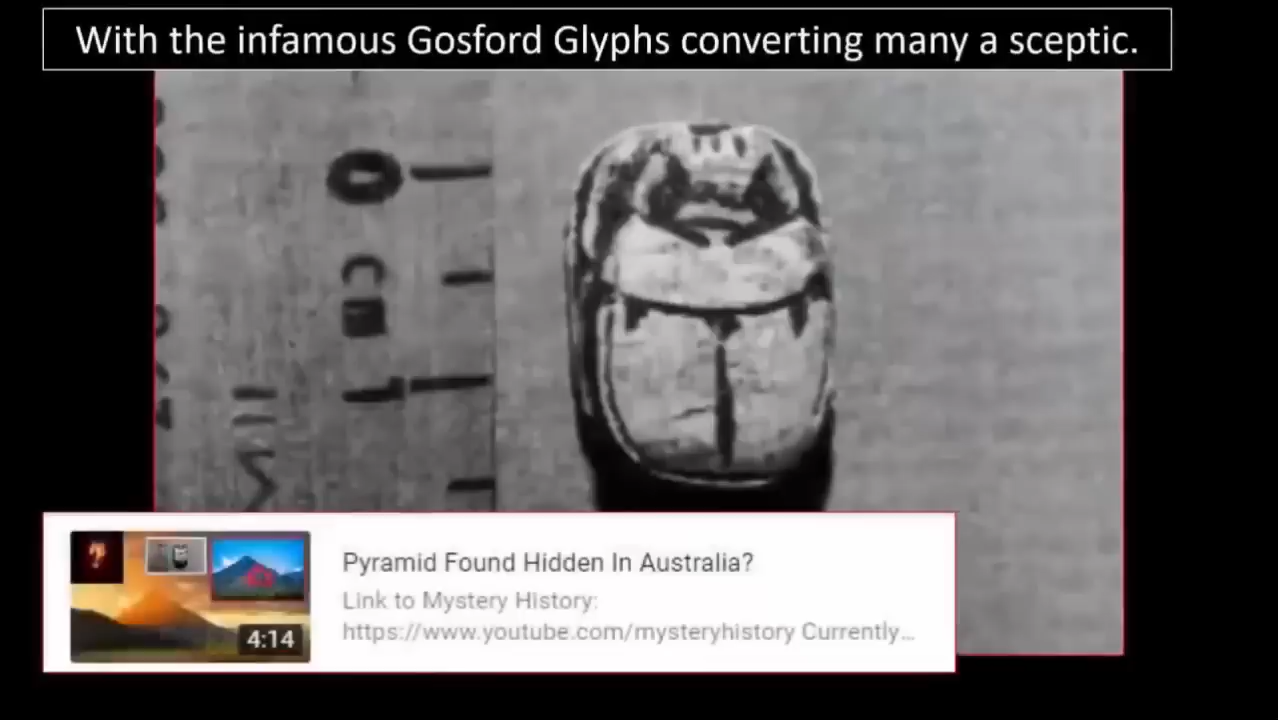 With the infamous Gosford Glyphs converting many a sceptic.
Pyramid Found Hidden In Australia?
Link to Mystery History:
https://www.youtube.com/mysteryhistory Currently...
4:14